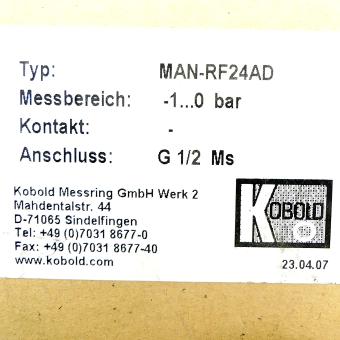 Typ: MAN-RF24AD
Messbereich: -1...0 bar
Kontakt: -
Anschluss: G 1/2 Ms
Kobold Messring GmbH Werk 2
Mahdentalstr. 44
D-71065 Sindelfingen
Tel: +49 (0)7031 8677-0
Fax: +49 (0)7031 8677-40
www.kobold.com
KOBOLD
23.04.07